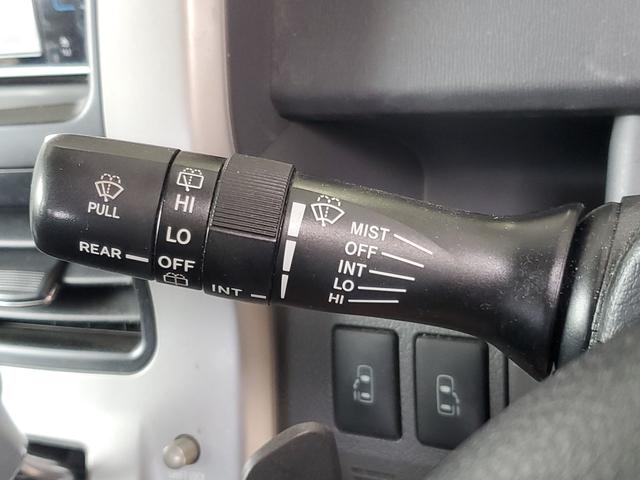 PULL
REAR
HI
LO
OFF
INT
MIST
OFF
INT
LO
HI